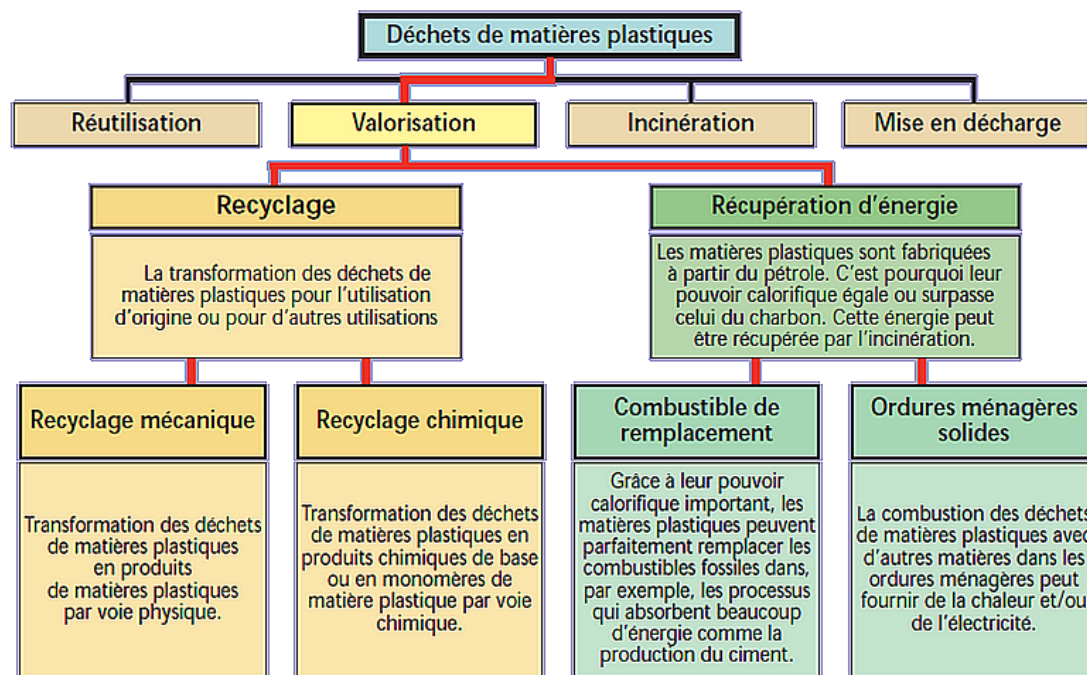 Déchets de matières plastiques
Réutilisation
Valorisation
Incinération
Mise en décharge
Recyclage
La transformation des déchets de
matières plastiques pour l'utilisation
d'origine ou pour d'autres utilisations
Récupération d'énergie
Les matières plastiques sont fabriquées
à partir du pétrole. C'est pourquoi leur
pouvoir calorifique égale ou surpasse
celui du charbon. Cette énergie peut
être récupérée par l'incinération.
Recyclage mécanique
Transformation des déchets
de matières plastiques
en produits
de matières plastiques
par voie physique.
Recyclage chimique
Transformation des déchets
de matières plastiques en
produits chimiques de base
ou en monomères de
matière plastique par voie
chimique.
Combustible de
remplacement
Grâce à leur pouvoir
calorifique important, les
matières plastiques peuvent
parfaitement remplacer les
combustibles fossiles dans,
par exemple, les processus
qui absorbent beaucoup
d'énergie comme la
production du ciment.
Ordures ménagères
solides
La combustion des déchets
de matières plastiques avec
d'autres matières dans les
ordures ménagères peut
fournir de la chaleur et/ou
de l'électricité.